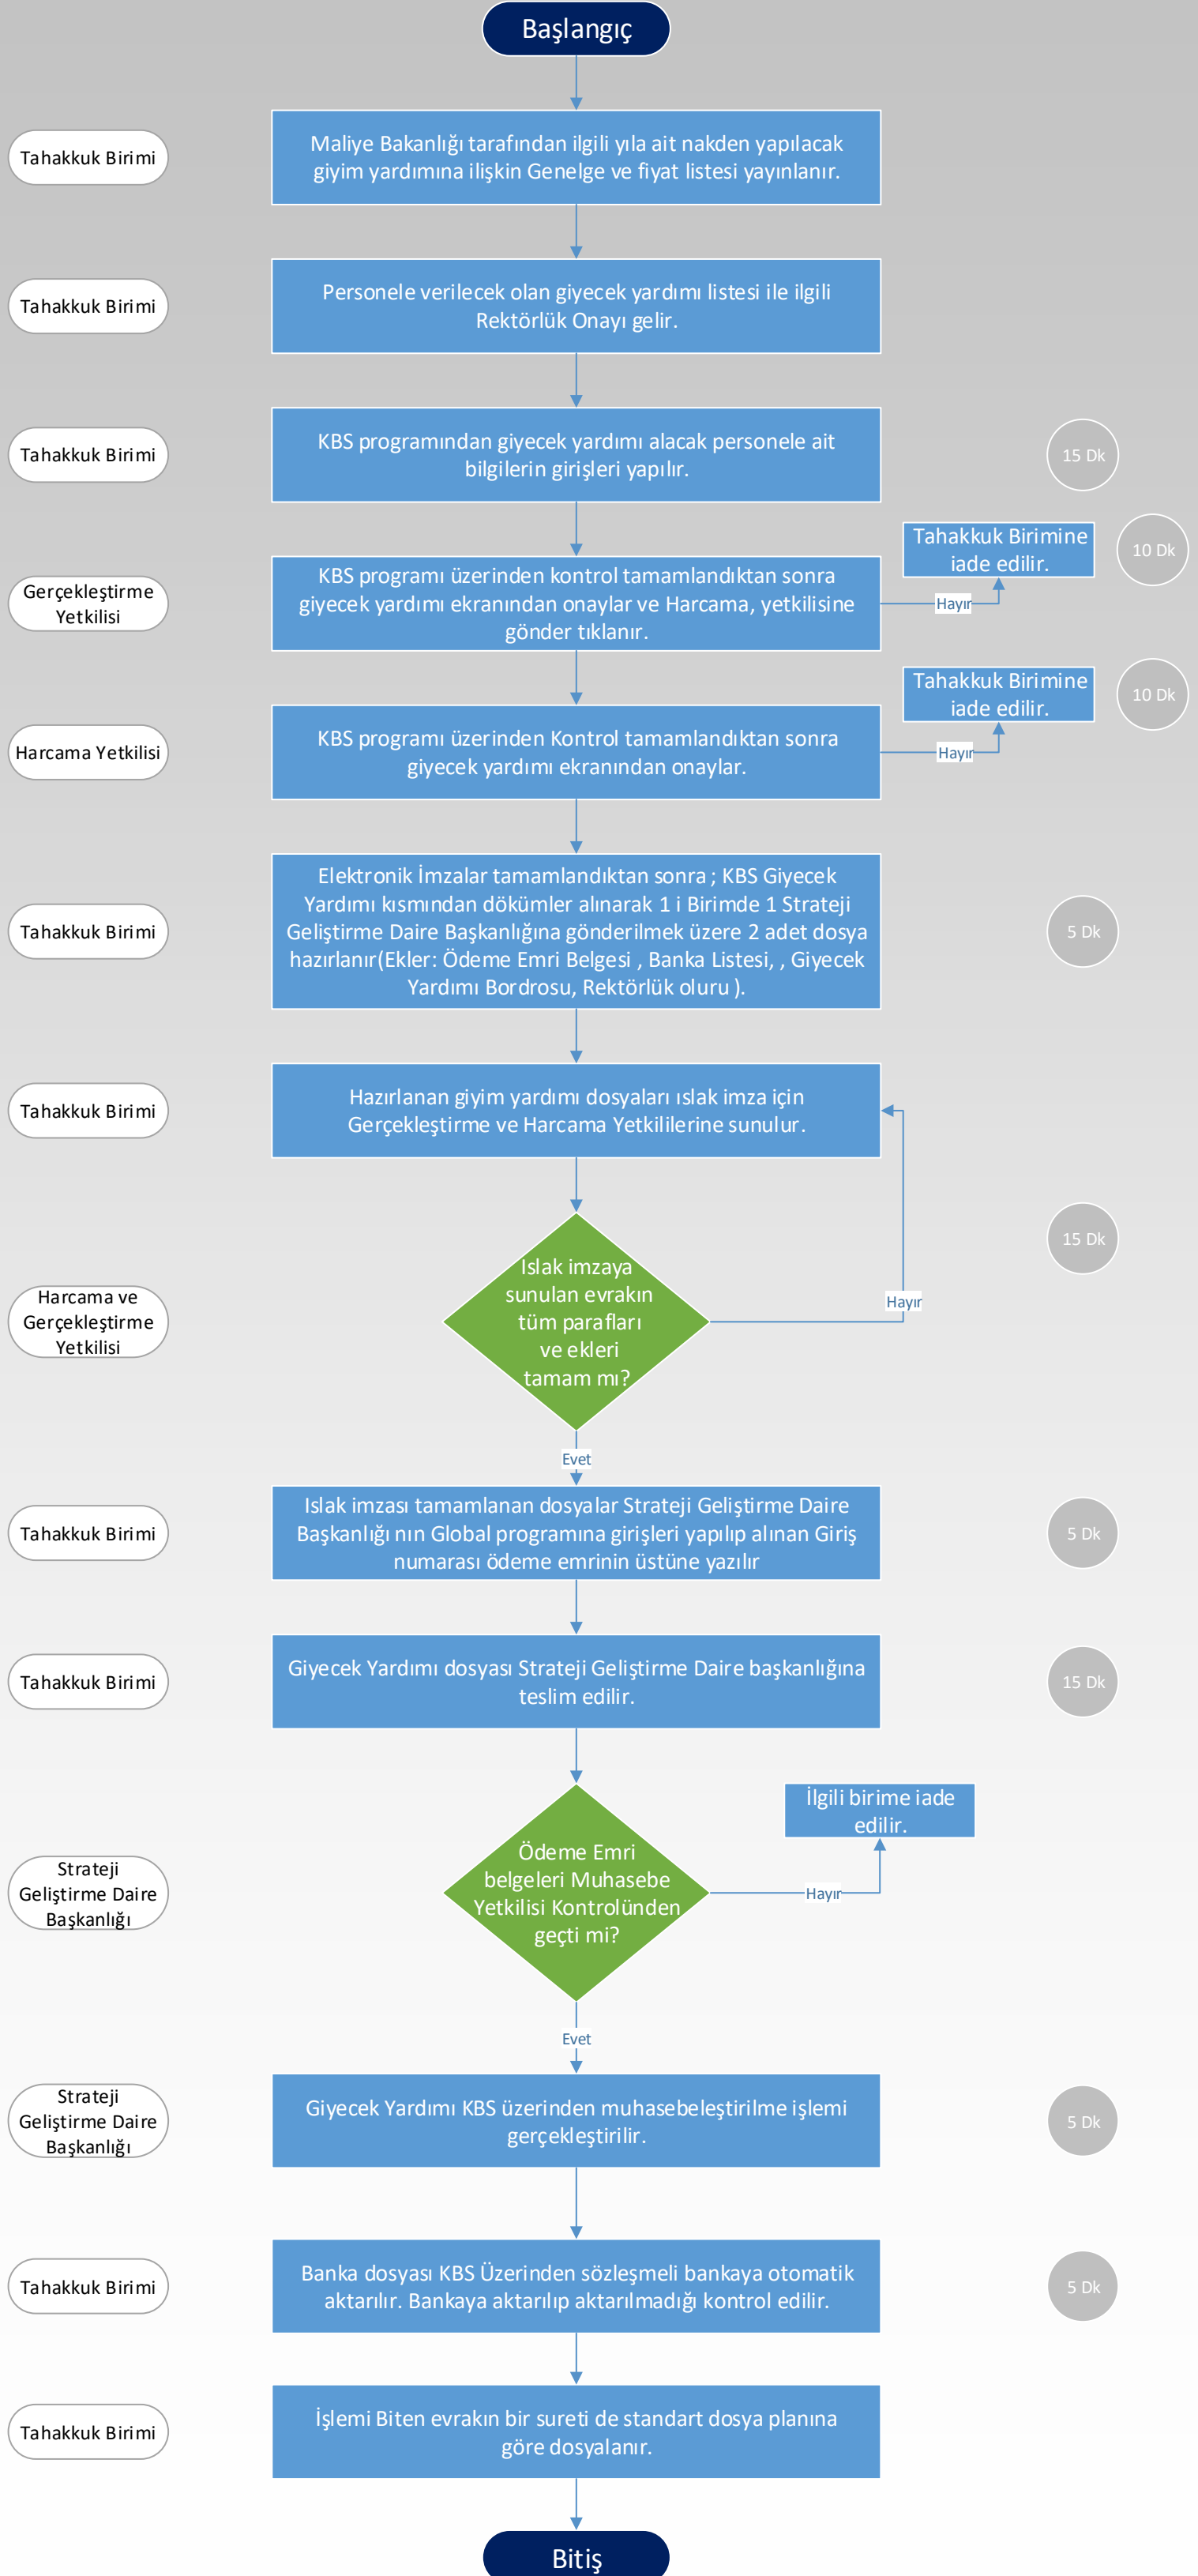 Başlangıç
Tahakkuk Birimi
Maliye Bakanlığı tarafından ilgili yıla ait nakden yapılacak
giyim yardımına ilişkin Genelge ve fiyat listesi yayınlanır.
Tahakkuk Birimi
Personele verilecek olan giyecek yardımı listesi ile ilgili
Rektörlük Onayı gelir.
Tahakkuk Birimi
KBS programından giyecek yardımı alacak personele ait
bilgilerin girişleri yapılır.
15 Dk
Gerçekleştirme
Yetkilisi
KBS programı üzerinden kontrol tamamlandıktan sonra
giyecek yardımı ekranından onaylar ve Harcama, yetkilisine
gönder tıklanır.
Hayır
Tahakkuk Birimine
iade edilir.
10 Dk
Harcama Yetkilisi
KBS programı üzerinden Kontrol tamamlandıktan sonra
giyecek yardımı ekranından onaylar.
Hayır
Tahakkuk Birimine
iade edilir.
10 Dk
Tahakkuk Birimi
Elektronik İmzalar tamamlandıktan sonra ; KBS Giyecek
Yardımı kısmından dökümler alınarak 1 i Birimde 1 Strateji
Geliştirme Daire Başkanlığına gönderilmek üzere 2 adet dosya
hazırlanır(Ekler: Ödeme Emri Belgesi , Banka Listesi, , Giyecek
Yardımı Bordrosu, Rektörlük oluru ).
5 Dk
Tahakkuk Birimi
Hazırlanan giyim yardımı dosyaları ıslak imza için
Gerçekleştirme ve Harcama Yetkililerine sunulur.
Harcama ve
Gerçekleştirme
Yetkilisi
Islak imzaya
sunulan evrakın
tüm parafları
ve ekleri
tamam mı?
Hayır
15 Dk
Evet
Tahakkuk Birimi
Islak imzası tamamlanan dosyalar Strateji Geliştirme Daire
Başkanlığı nın Global programına girişleri yapılıp alınan Giriş
numarası ödeme emrinin üstüne yazılır
5 Dk
Tahakkuk Birimi
Giyecek Yardımı dosyası Strateji Geliştirme Daire başkanlığına
teslim edilir.
15 Dk
Strateji
Geliştirme Daire
Başkanlığı
Ödeme Emri
belgeleri Muhasebe
Yetkilisi Kontrolünden
geçti mi?
Hayır
İlgili birime iade
edilir.
Evet
Strateji
Geliştirme Daire
Başkanlığı
Giyecek Yardımı KBS üzerinden muhasebeleştirilme işlemi
gerçekleştirilir.
5 Dk
Tahakkuk Birimi
Banka dosyası KBS Üzerinden sözleşmeli bankaya otomatik
aktarılır. Bankaya aktarılıp aktarılmadığı kontrol edilir.
5 Dk
Tahakkuk Birimi
İşlemi Biten evrakın bir sureti de standart dosya planına
göre dosyalanır.
Bitiş